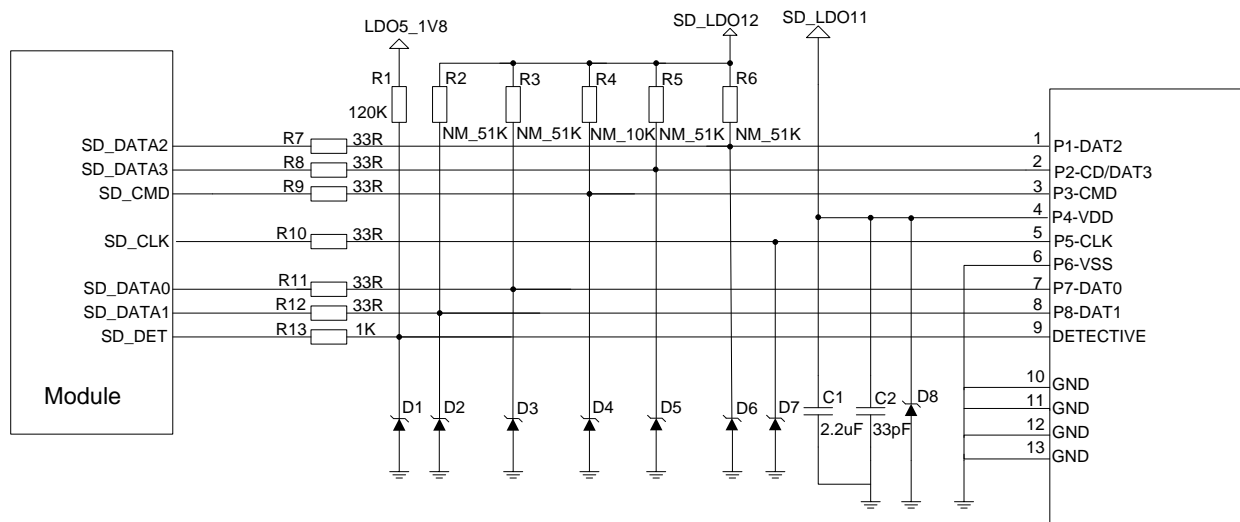 LDO5_1V8
SD_LDO12
SD_LDO11
R1
R2
R3
R4
R5
R6
120K
NM_51K
NM_51K
NM_10K
NM_51K
NM_51K
SD_DATA2
R7
33R
1
P1-DAT2
SD_DATA3
R8
33R
2
P2-CD/DAT3
SD_CMD
R9
33R
3
P3-CMD
4
P4-VDD
SD_CLK
R10
33R
5
P5-CLK
6
P6-VSS
SD_DATA0
R11
33R
7
P7-DAT0
SD_DATA1
R12
33R
8
P8-DAT1
SD_DET
R13
1K
9
DETECTIVE
Module
10
GND
11
GND
12
GND
13
GND
D1
D2
D3
D4
D5
D6
D7
C1
2.2uF
C2
33pF
D8